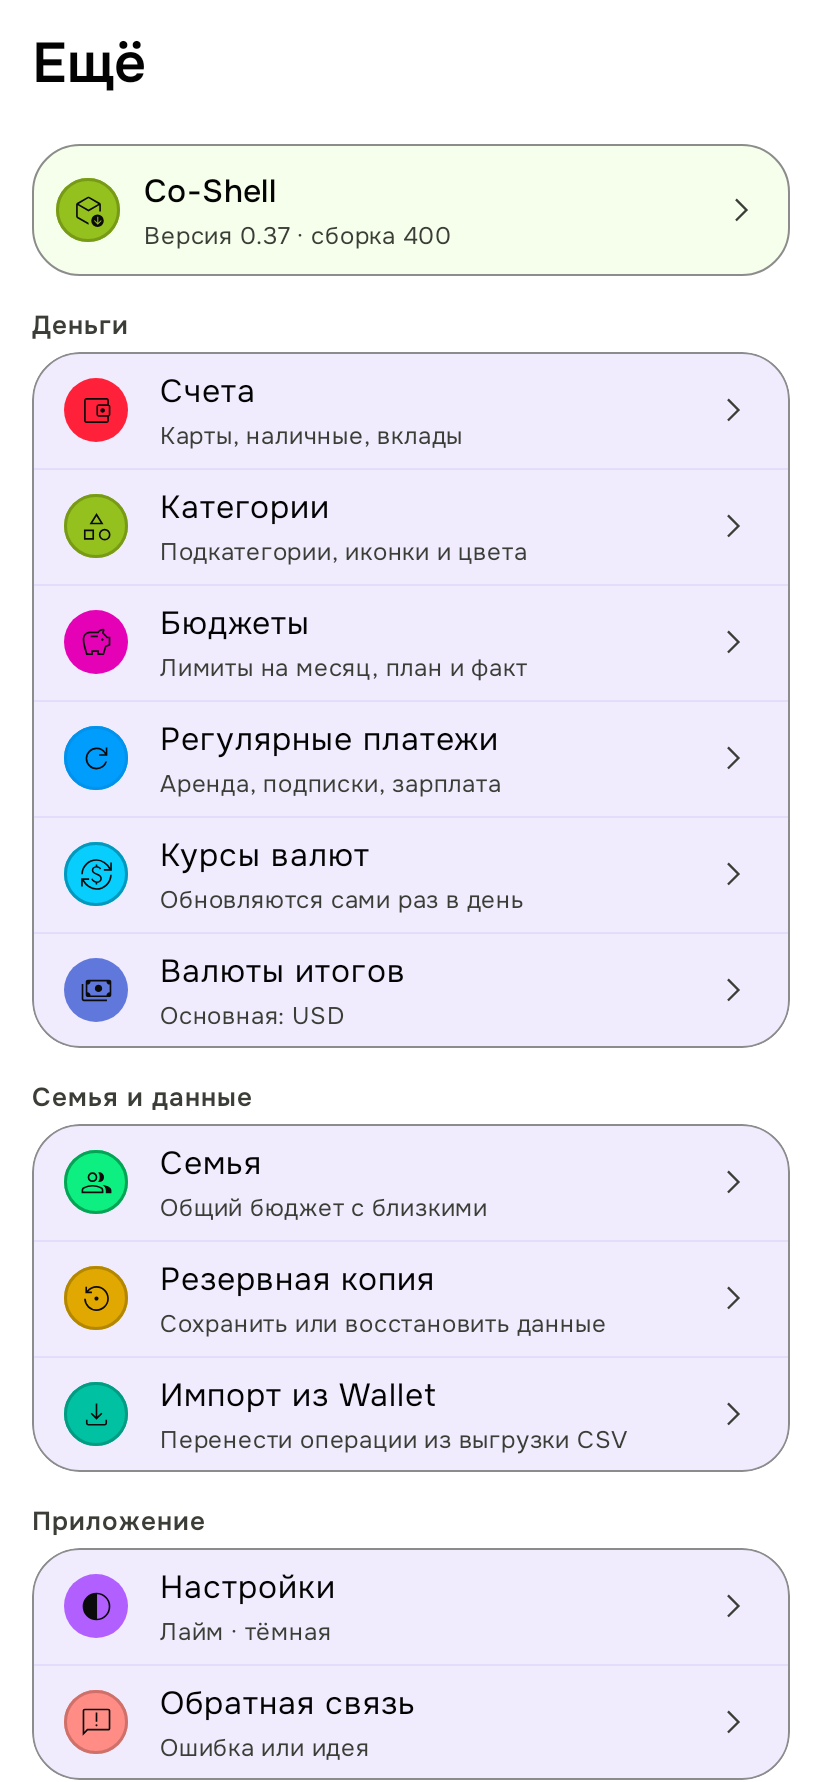 Ещё
Co-Shell
Версия 0.37 · сборка 400
Деньги
Счета
Карты, наличные, вклады
Категории
Подкатегории, иконки и цвета
Бюджеты
Лимиты на месяц, план и факт
Регулярные платежи
Аренда, подписки, зарплата
Курсы валют
Обновляются сами раз в день
Валюты итогов
Основная: USD
Семья и данные
Семья
Общий бюджет с близкими
Резервная копия
Сохранить или восстановить данные
Импорт из Wallet
Перенести операции из выгрузки CSV
Приложение
Настройки
Лайм · тёмная
Обратная связь
Ошибка или идея